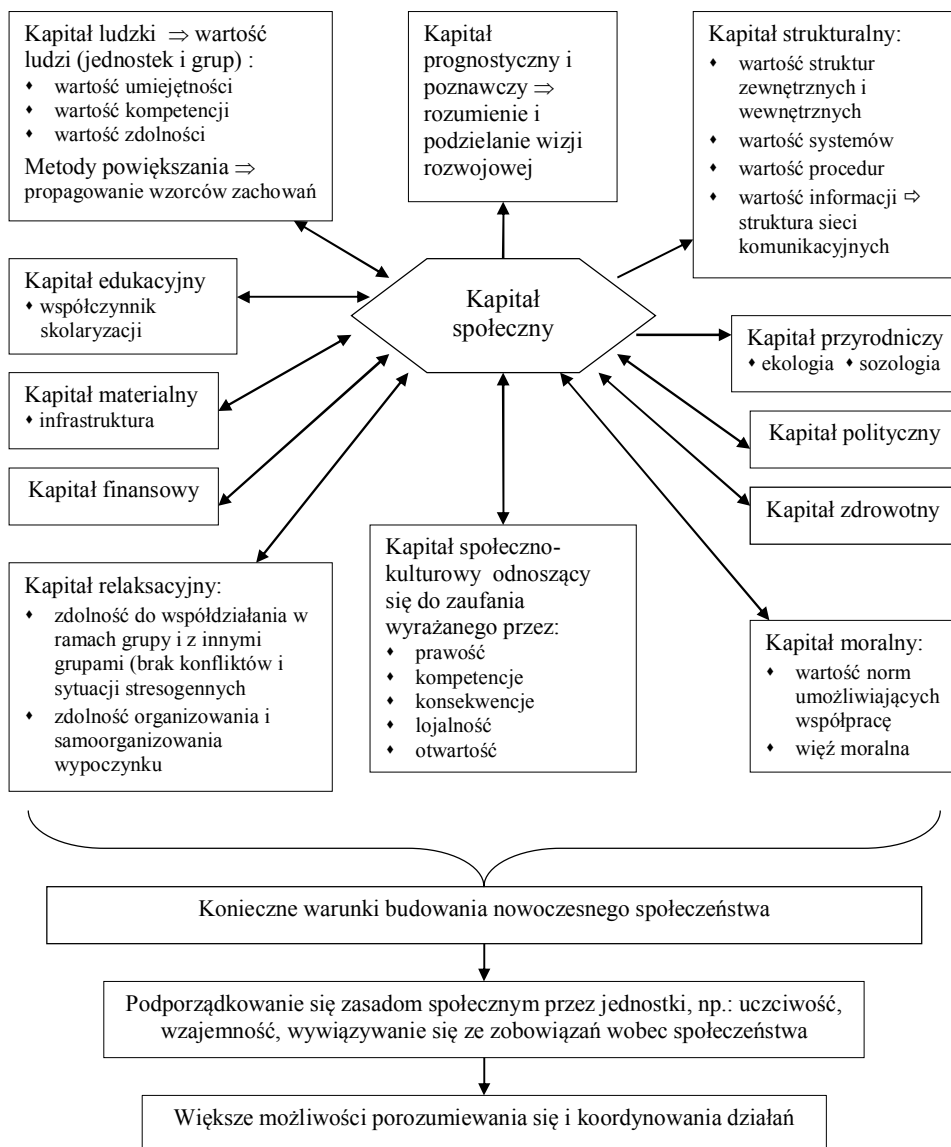 Kapitał ludzki ⇒ wartość
ludzi (jednostek i grup) :
♦ wartość umiejętności
♦ wartość kompetencji
♦ wartość zdolności
Metody powiększania ⇒
propagowanie wzorców zachowań
Kapitał
prognostyczny i
poznawczy ⇒
rozumienie i
podzielanie wizji
rozwojowej
Kapitał strukturalny:
♦ wartość struktur
zewnętrznych i
wewnętrznych
♦ wartość systemów
♦ wartość procedur
♦ wartość informacji ⇨
struktura sieci
komunikacyjnych
Kapitał edukacyjny
♦ współczynnik
skolaryzacji
Kapitał
społeczny
Kapitał przyrodniczy
♦ ekologia ♦ sozologia
Kapitał materialny
♦ infrastruktura
Kapitał polityczny
Kapitał finansowy
Kapitał zdrowotny
Kapitał relaksacyjny:
♦ zdolność do współdziałania w
ramach grupy i z innymi
grupami (brak konfliktów i
sytuacji stresogennych
♦ zdolność organizowania i
samoorganizowania
wypoczynku
Kapitał społeczno-
kulturowy odnoszący
się do zaufania
wyrażanego przez:
♦ prawość
♦ kompetencje
♦ konsekwencje
♦ lojalność
♦ otwartość
Kapitał moralny:
♦ wartość norm
umożliwiających
współpracę
♦ więź moralna
Konieczne warunki budowania nowoczesnego społeczeństwa
Podporządkowanie się zasadom społecznym przez jednostki, np.: uczciwość,
wzajemność, wywiązywanie się ze zobowiązań wobec społeczeństwa
Większe możliwości porozumiewania się i koordynowania działań